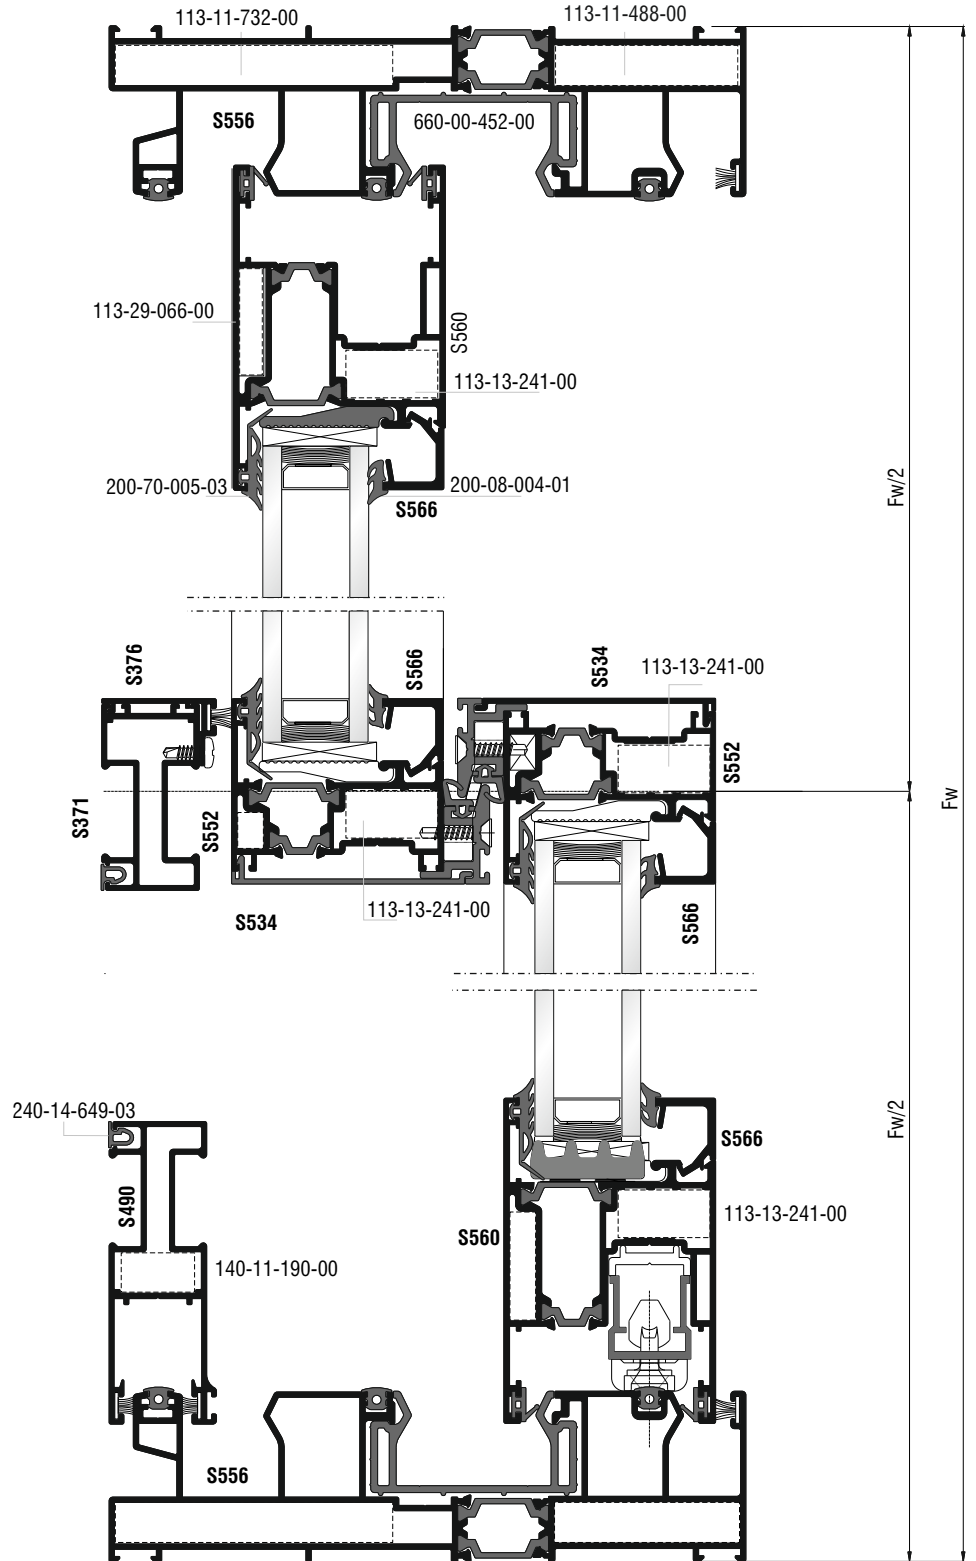 113-11-732-00
113-11-488-00
S556
660-00-452-00
113-29-066-00
S560
113-13-241-00
200-70-005-03
200-08-004-01
S566
Fw/2
Fw
S376
S566
S534
113-13-241-00
S552
S371
S552
113-13-241-00
S534
S566
240-14-649-03
Fw/2
S566
S490
113-13-241-00
S560
140-11-190-00
S556